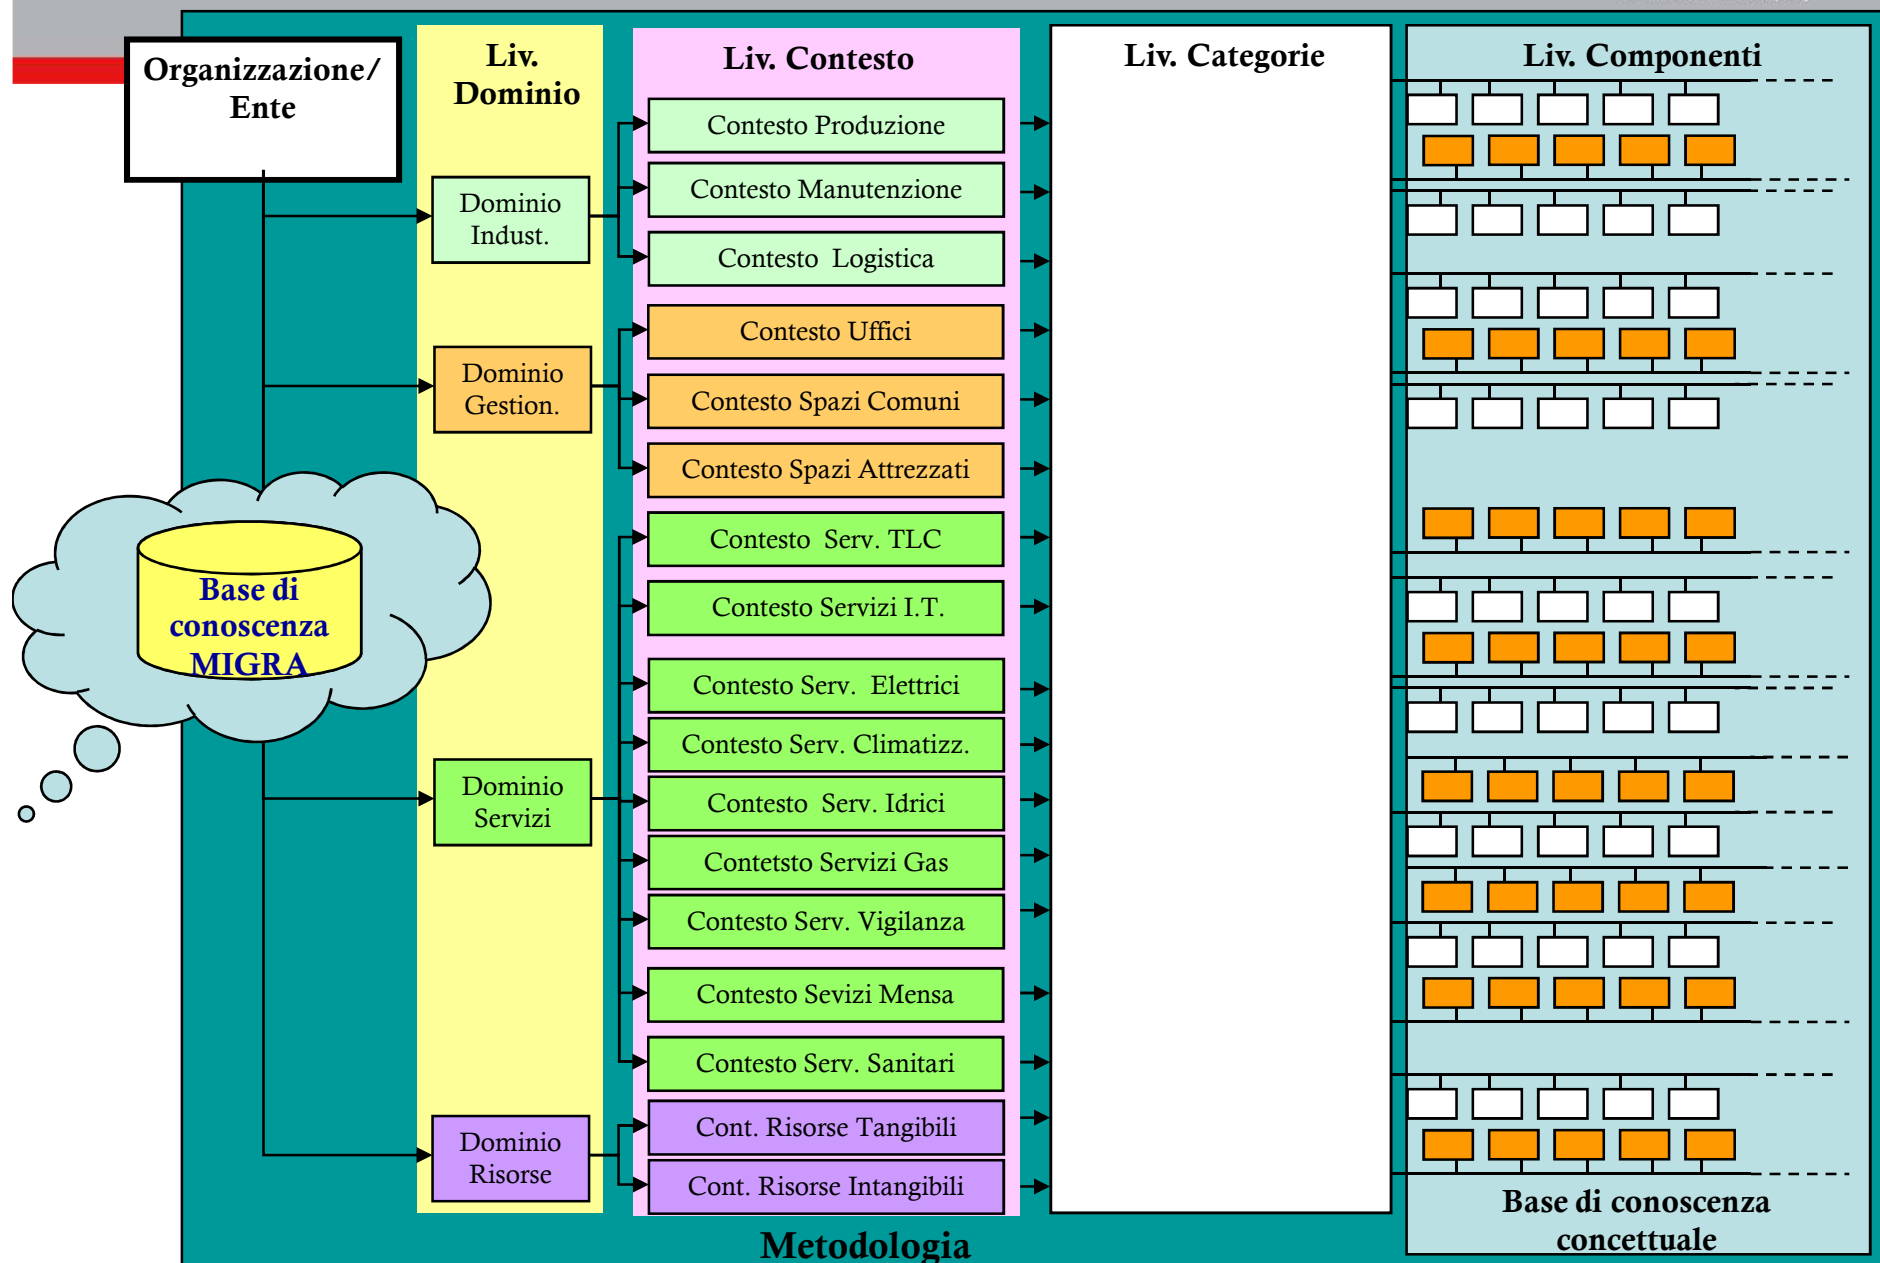 Organizzazione/
Ente
Liv.
Dominio
Liv. Contesto
Liv. Categorie
Liv. Componenti
Dominio
Indust.
Contesto Produzione
Contesto Manutenzione
Contesto Logistica
Dominio
Gestion.
Contesto Uffici
Contesto Spazi Comuni
Contesto Spazi Attrezzati
Base di
conoscenza
MIGRA
Dominio
Servizi
Contesto Serv. TLC
Contesto Servizi I.T.
Contesto Serv. Elettrici
Contesto Serv. Climatizz.
Contesto Serv. Idrici
Contetsto Servizi Gas
Contesto Serv. Vigilanza
Contesto Sevizi Mensa
Contesto Serv. Sanitari
Dominio
Risorse
Cont. Risorse Tangibili
Cont. Risorse Intangibili
Base di conoscenza
concettuale
Metodologia